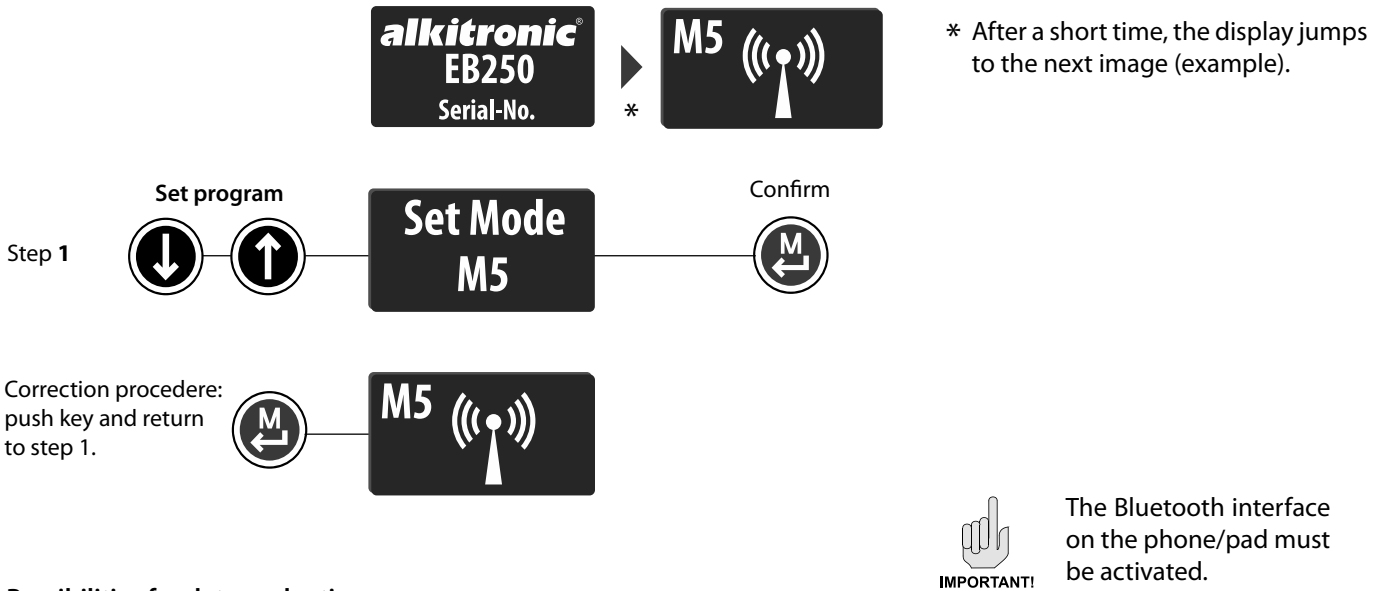 alkitronic®
EB250
Serial-No.
*
M5
* After a short time, the display jumps
to the next image (example).
Set program
Confirm
Step 1
Set Mode
M5
M
Correction procedere:
push key and return
to step 1.
M
M5
IMPORTANT!
The Bluetooth interface
on the phone/pad must
be activated.